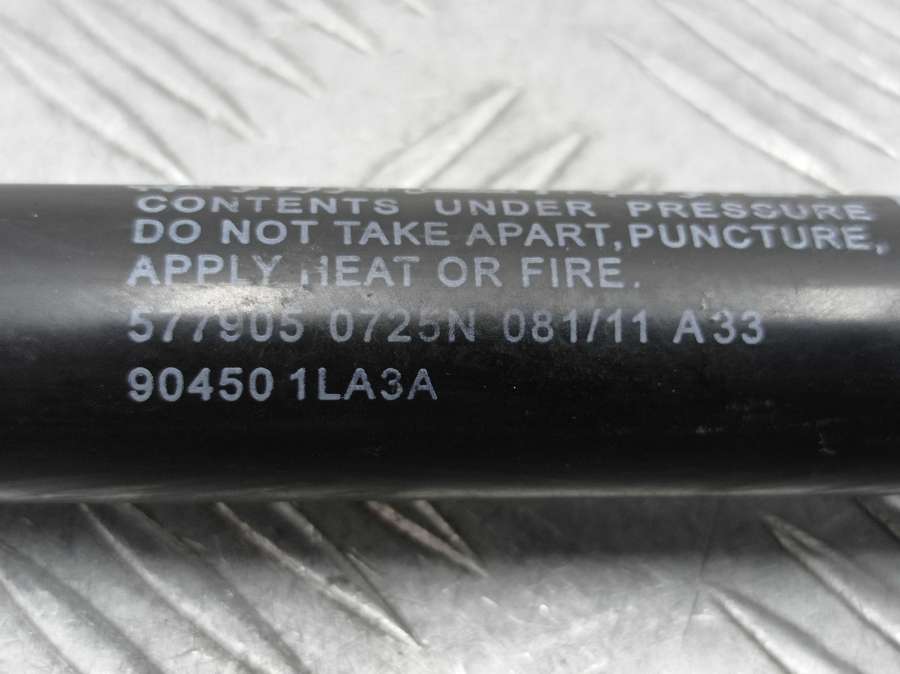 CONTENTS UNDER PRESSURE
DO NOT TAKE APART, PUNCTURE,
APPLY HEAT OR FIRE.
577905 0725N 081/11 A33
90450 1LA3A